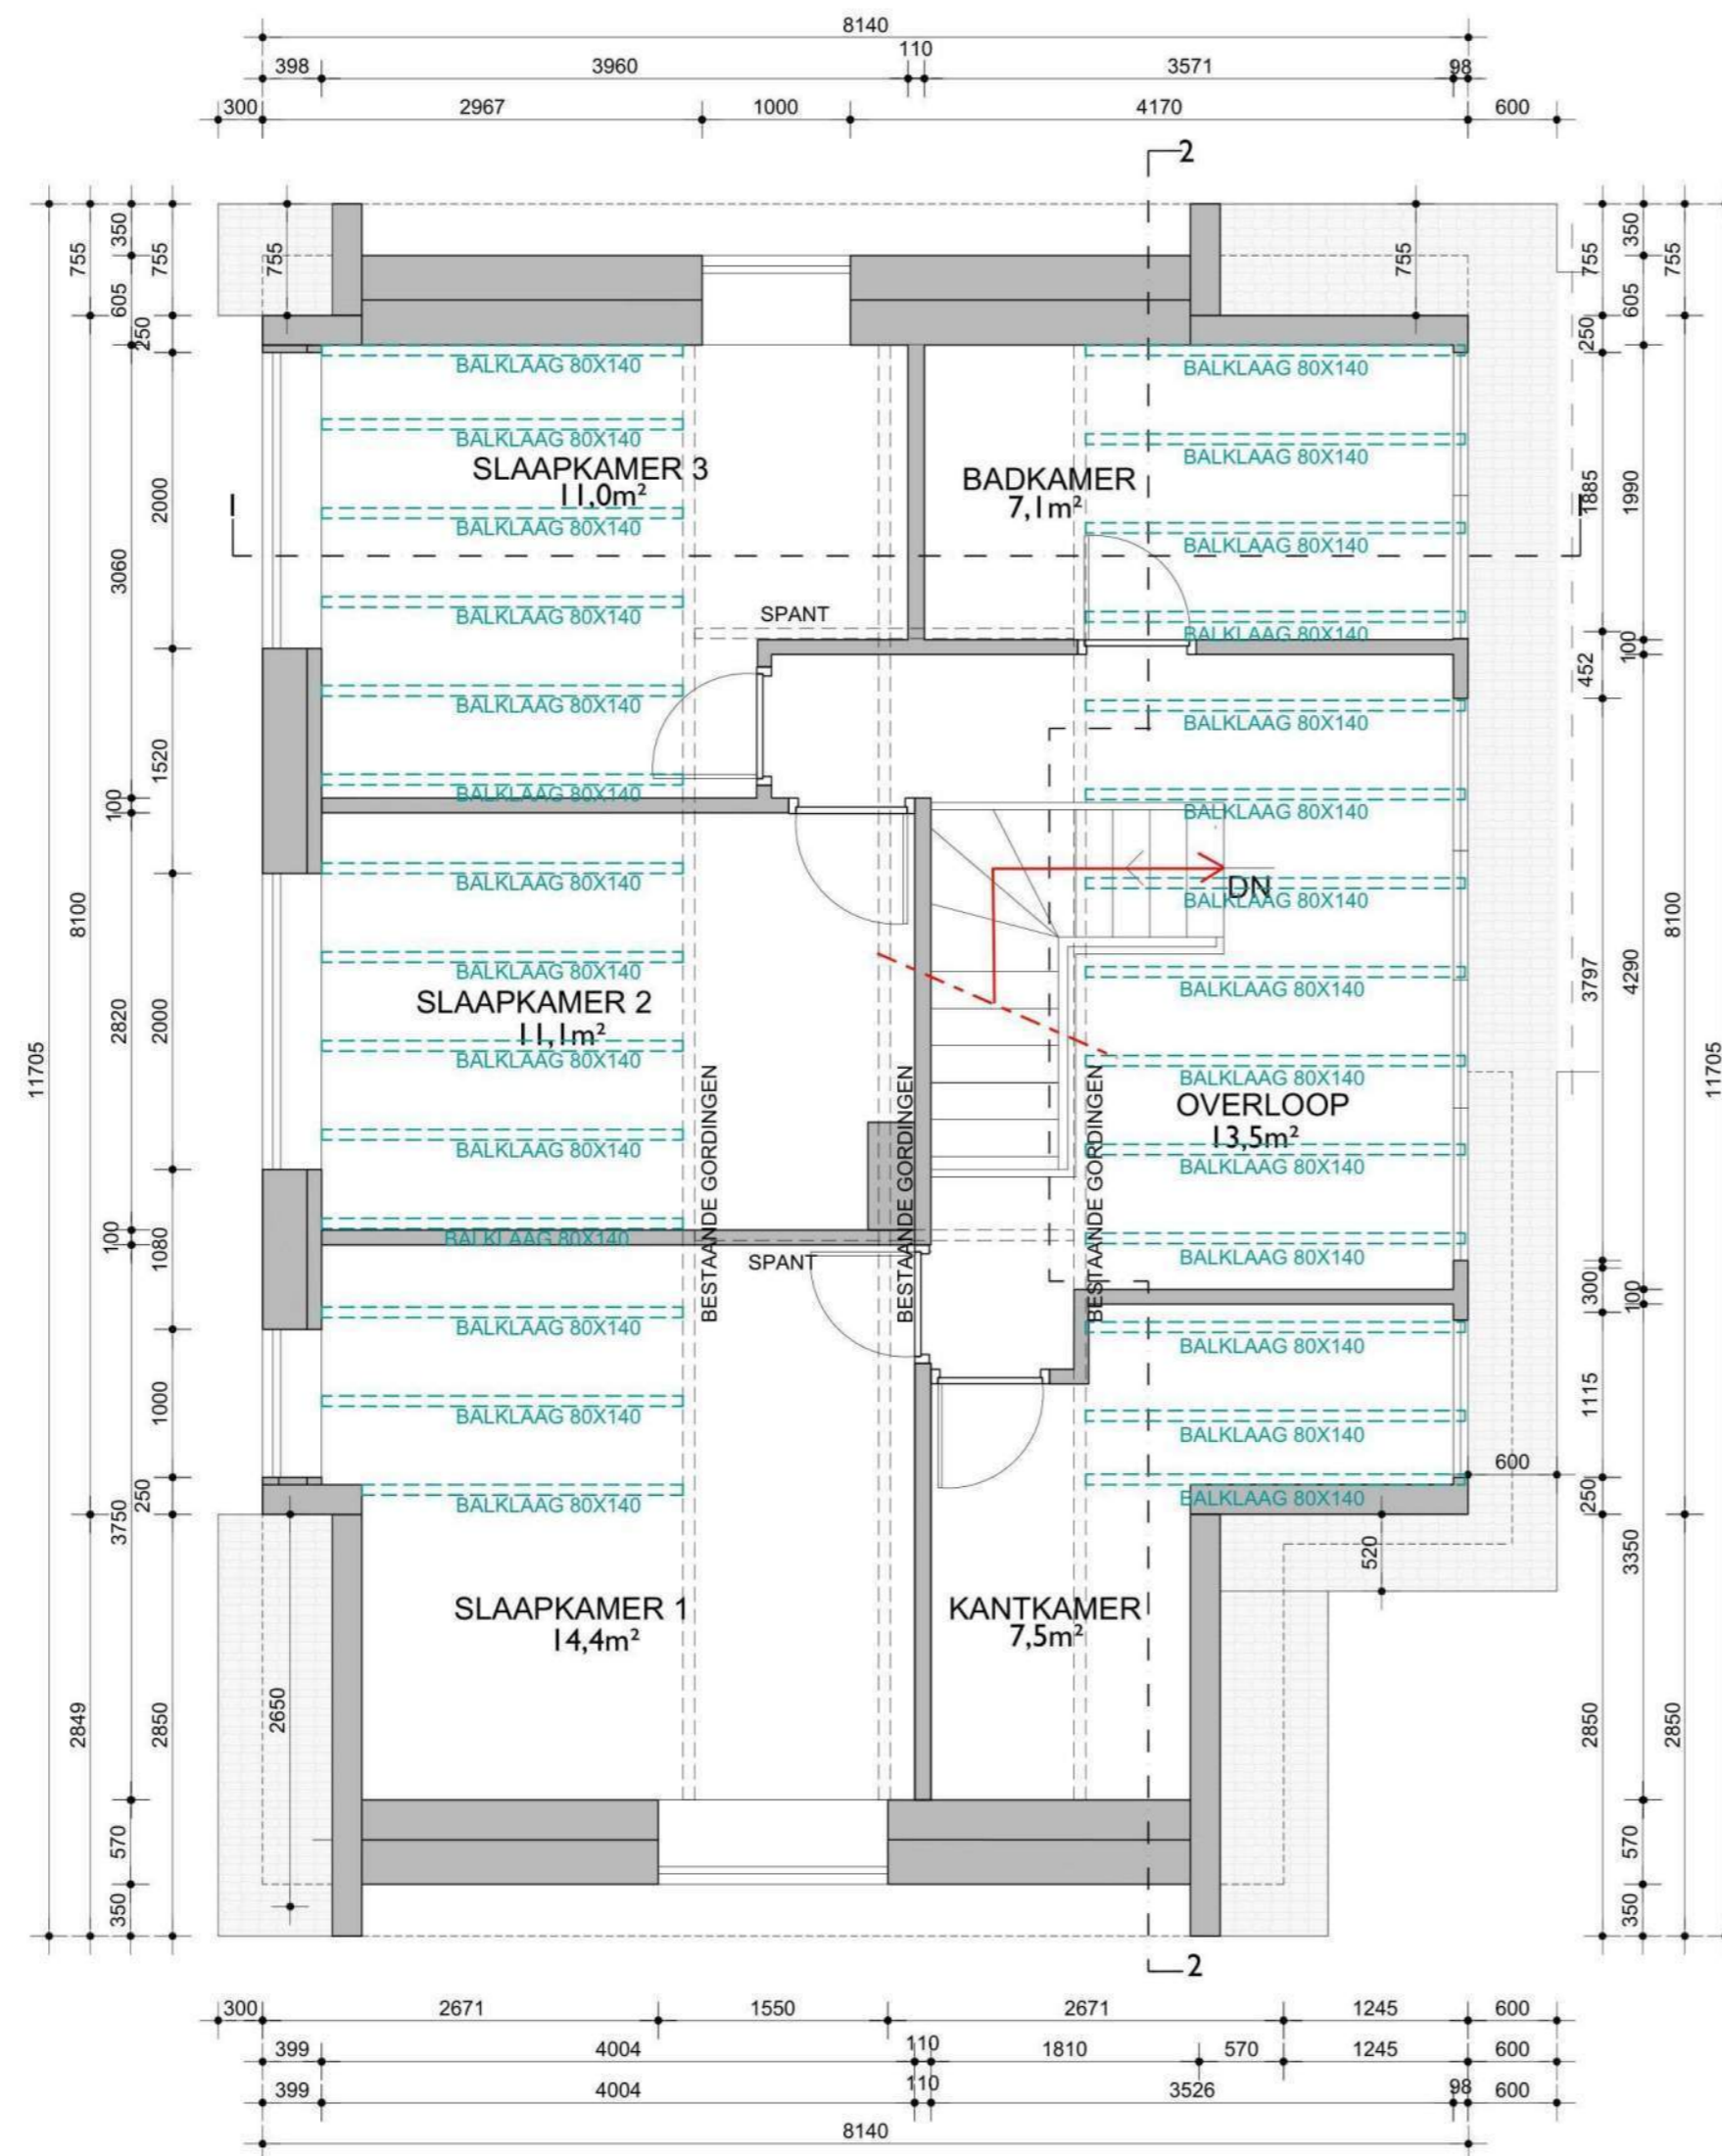 8140
110
398
3960
3571
98
300
2967
1000
4170
600
2
350
755
755
755
605
250
350
755
755
755
605
250
BALKLAAG 80X140
BALKLAAG 80X140
BALKLAAG 80X140
BALKLAAG 80X140
SLAAPKAMER 3
11,0m²
BADKAMER
7,1m²
2000
1885
1990
I
I
BALKLAAG 80X140
BALKLAAG 80X140
3060
SPANT
BALKLAAG 80X140
BALKLAAG 80X140
100
452
BALKLAAG 80X140
BALKLAAG 80X140
1520
BALKLAAG 80X140
BALKLAAG 80X140
100
BALKLAAG 80X140
DN
BALKLAAG 80X140
8100
8100
BALKLAAG 80X140
BALKLAAG 80X140
SLAAPKAMER 2
11,1m²
2820
2000
3797
4290
11705
11705
BALKLAAG 80X140
BALKLAAG 80X140
OVERLOOP
13,5m²
BALKLAAG 80X140
BALKLAAG 80X140
BESTAANDE GORDINGEN
BESTAANDE GORDINGEN
BESTAANDE GORDINGEN
100
1080
BALKLAAG 80X140
BALKLAAG 80X140
SPANT
300
100
BALKLAAG 80X140
BALKLAAG 80X140
1000
1115
BALKLAAG 80X140
BALKLAAG 80X140
600
BALKLAAG 80X140
BALKLAAG 80X140
3750
250
250
3350
520
SLAAPKAMER 1
14,4m²
KANTKAMER
7,5m²
2849
2850
2650
2850
2850
570
350
570
350
2
300
2671
1550
2671
1245
600
399
4004
110
1810
570
1245
600
399
4004
110
3526
98
600
8140